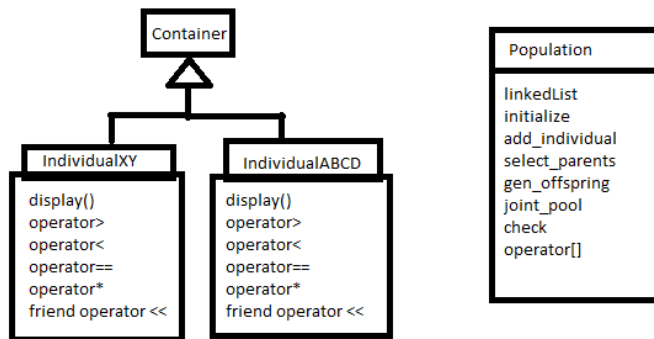 Container
IndividualXY
display()
operator>
operator<
operator==
operator*
friend operator <<
IndividualABCD
display()
operator>
operator<
operator==
operator*
friend operator <<
Population
linkedList
initialize
add_individual
select_parents
gen_offspring
joint_pool
check
operator[]